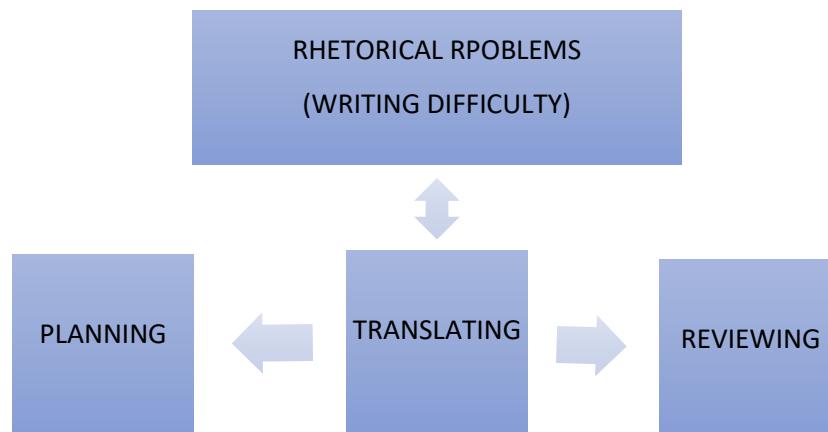 RHETORICAL RPOBLEMS
(WRITING DIFFICULTY)
PLANNING
TRANSLATING
REVIEWING